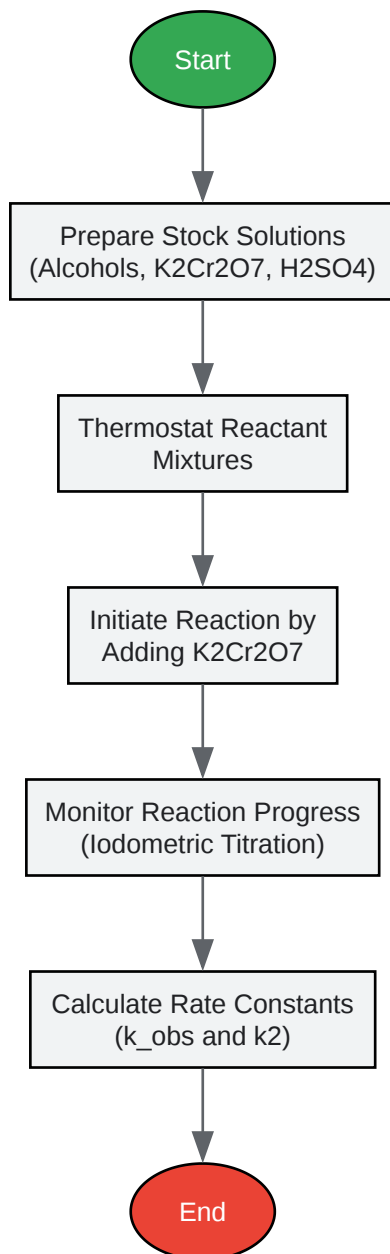 Start
Prepare Stock Solutions
(Alcohols, K2Cr2O7, H2SO4)
Thermostat Reactant
Mixtures
Initiate Reaction by
Adding K2Cr2O7
Monitor Reaction Progress
(Iodometric Titration)
Calculate Rate Constants
(k_obs and k2)
End